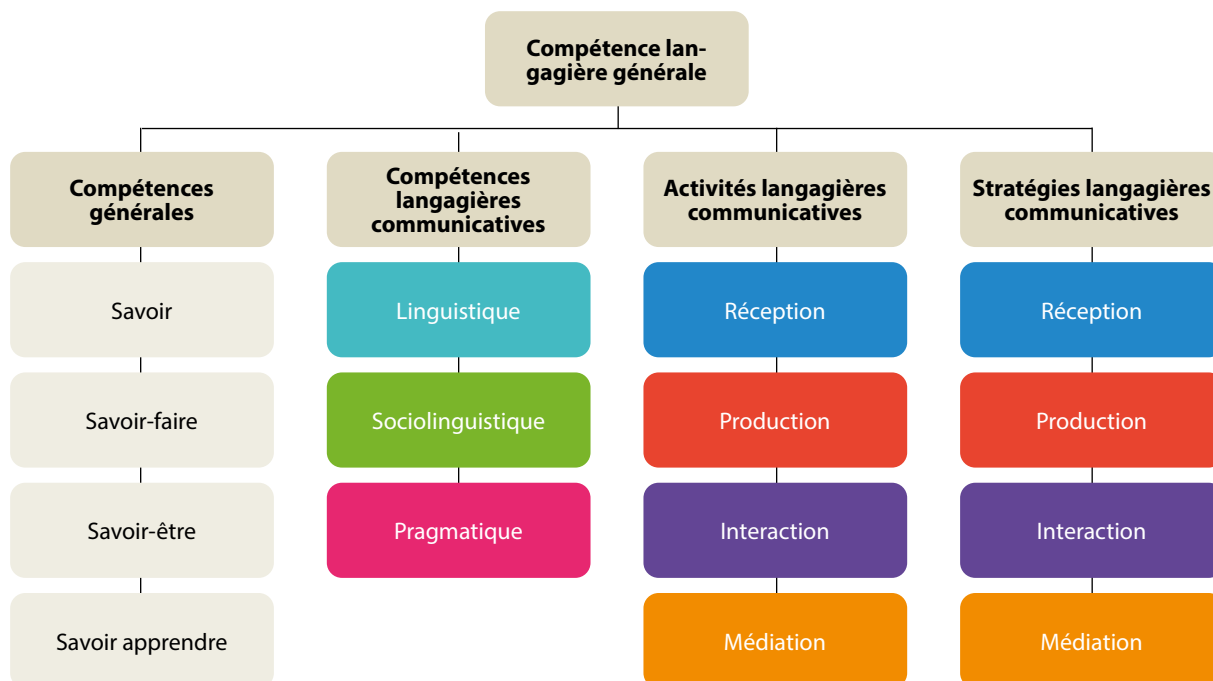 Compétence lan-
gagière générale
Compétences
générales
Compétences
langagières
communicatives
Activités langagières
communicatives
Stratégies langagières
communicatives
Savoir
Linguistique
Réception
Réception
Savoir-faire
Sociolinguistique
Production
Production
Savoir-être
Pragmatique
Interaction
Interaction
Savoir apprendre
Médiation
Médiation